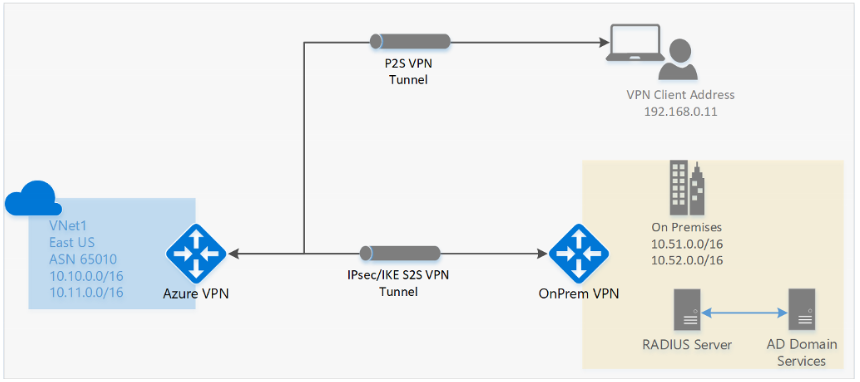 P2S VPN
Tunnel
VPN Client Address
192.168.0.11
VNet1
East US
ASN 65010
10.10.0.0/16
10.11.0.0/16
Azure VPN
IPsec/IKE S2S VPN
Tunnel
OnPrem VPN
On Premises
10.51.0.0/16
10.52.0.0/16
RADIUS Server
AD Domain
Services